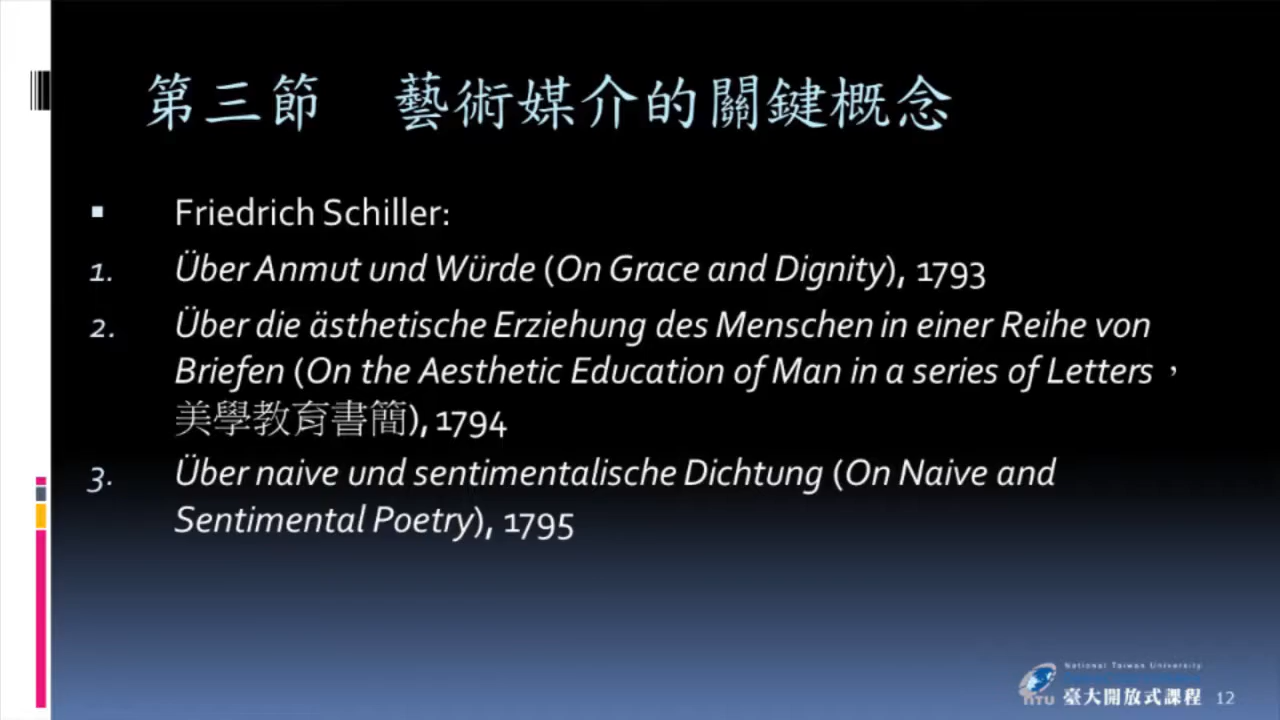 第三節　藝術媒介的關鍵概念
▪ Friedrich Schiller:
1. Über Anmut und Würde (On Grace and Dignity), 1793
2. Über die ästhetische Erziehung des Menschen in einer Reihe von
Briefen (On the Aesthetic Education of Man in a series of Letters，
美學教育書簡), 1794
3. Über naive und sentimentalische Dichtung (On Naive and
Sentimental Poetry), 1795
National Taiwan University
NTU 臺大開放式課程 12